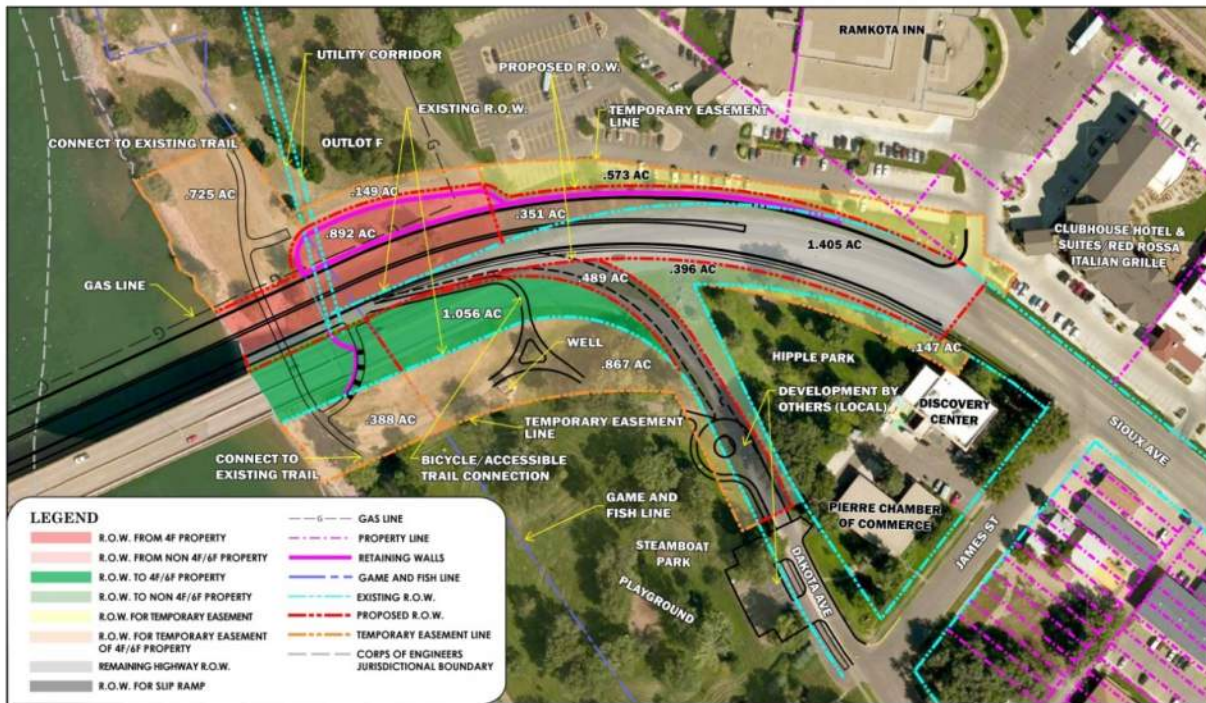 RAMKOTA INN
UTILITY CORRIDOR
PROPOSED R.O.W.
EXISTING R.O.W.
TEMPORARY EASEMENT
LINE
CONNECT TO EXISTING TRAIL
OUTLOT F
G
.725 AC
.149 AC
.573 AC
.892 AC
.351 AC
1.405 AC
CLUBHOUSE HOTEL &
SUITES/RED ROSSA
ITALIAN GRILLE
GAS LINE
G
G
.489 AC
.396 AC
1.056 AC
WELL
.867 AC
HIPPLE PARK
.147 AC
DEVELOPMENT BY
OTHERS (LOCAL)
DISCOVERY
CENTER
.388 AC
TEMPORARY EASEMENT
LINE
SIOUX AVE
CONNECT TO
EXISTING TRAIL
BICYCLE/ACCESSIBLE
TRAIL CONNECTION
GAME AND
FISH LINE
PIERRE CHAMBER
OF COMMERCE
STEAMBOAT
PARK
PLAYGROUND
DAKOTA AVE
JAMES ST
LEGEND
R.O.W. FROM 4F PROPERTY
R.O.W. FROM NON 4F/6F PROPERTY
R.O.W. TO 4F/6F PROPERTY
R.O.W. TO NON 4F/6F PROPERTY
R.O.W. FOR TEMPORARY EASEMENT
R.O.W. FOR TEMPORARY EASEMENT
OF 4F/6F PROPERTY
REMAINING HIGHWAY R.O.W.
R.O.W. FOR SLIP RAMP
G
GAS LINE
PROPERTY LINE
RETAINING WALLS
GAME AND FISH LINE
EXISTING R.O.W.
PROPOSED R.O.W.
TEMPORARY EASEMENT LINE
CORPS OF ENGINEERS
JURISDICTIONAL BOUNDARY